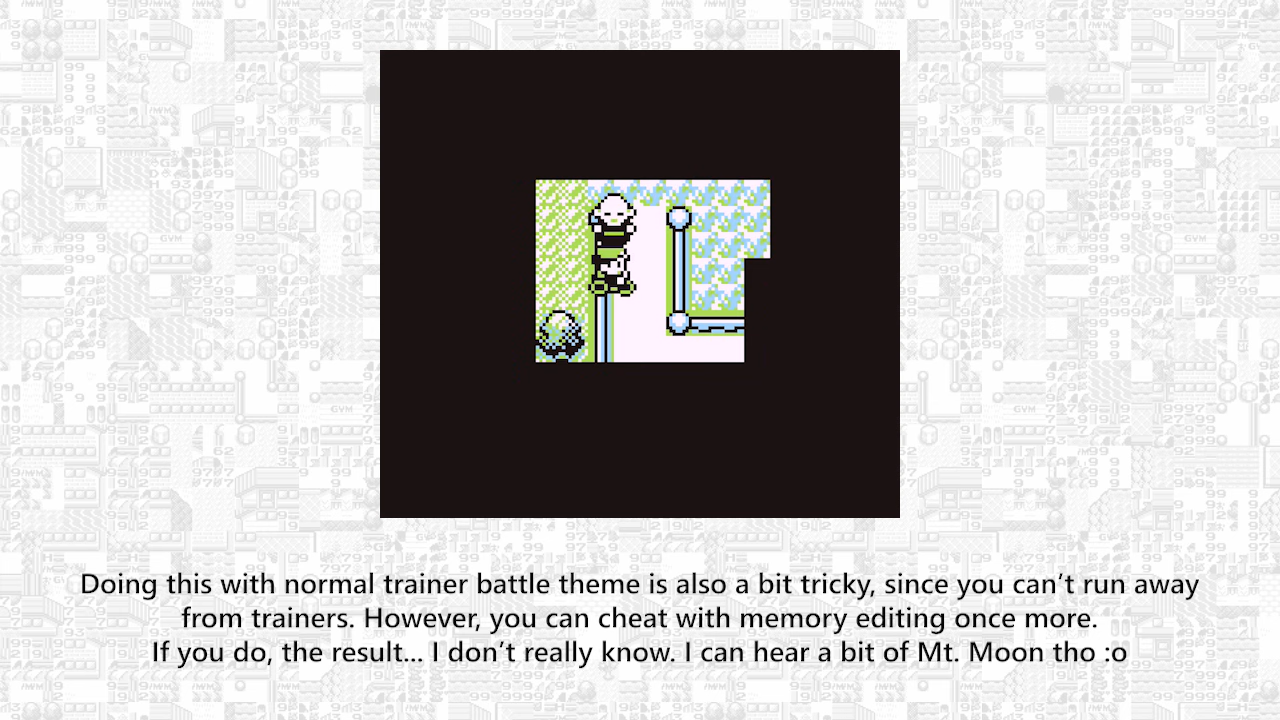 Doing this with normal trainer battle theme is also a bit tricky, since you can’t run away
from trainers. However, you can cheat with memory editing once more.
If you do, the result... I don’t really know. I can hear a bit of Mt. Moon tho :o